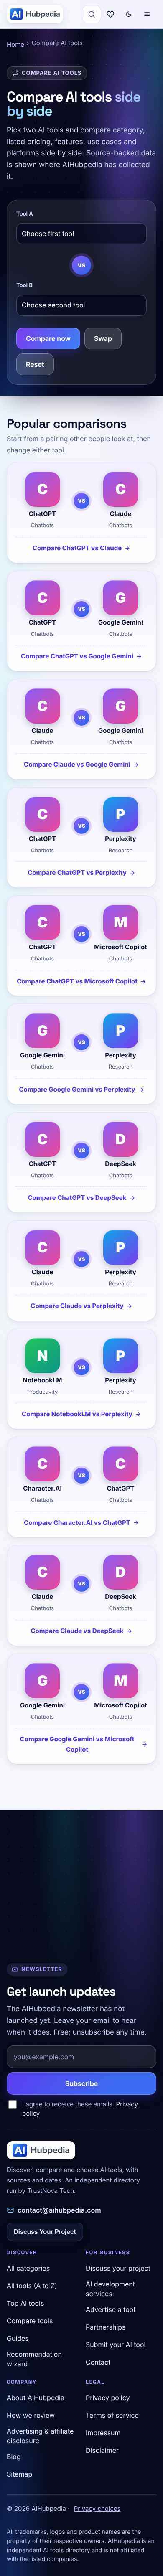 AI Hubpedia
Home › Compare AI tools
COMPARE AI TOOLS
Compare AI tools side
by side
Pick two AI tools and compare category,
listed pricing, features, use cases and
platforms side by side. Source-dated data
is shown where AIHubpedia has collected
it.
Tool A
Choose first tool
VS
Tool B
Choose second tool
Compare now
Swap
Reset
Popular comparisons
Start from a pairing other people look at, then
change either tool.
C VS C
ChatGPT Claude
Chatbots Chatbots
Compare ChatGPT vs Claude →
C VS G
ChatGPT Google Gemini
Chatbots Chatbots
Compare ChatGPT vs Google Gemini →
C VS G
Claude Google Gemini
Chatbots Chatbots
Compare Claude vs Google Gemini →
C VS P
ChatGPT Perplexity
Chatbots Research
Compare ChatGPT vs Perplexity →
C VS M
ChatGPT Microsoft Copilot
Chatbots Chatbots
Compare ChatGPT vs Microsoft Copilot →
G VS P
Google Gemini Perplexity
Chatbots Research
Compare Google Gemini vs Perplexity →
C VS D
ChatGPT DeepSeek
Chatbots Chatbots
Compare ChatGPT vs DeepSeek →
C VS P
Claude Perplexity
Chatbots Research
Compare Claude vs Perplexity →
N VS P
NotebookLM Perplexity
Productivity Research
Compare NotebookLM vs Perplexity →
C VS C
Character.AI ChatGPT
Chatbots Chatbots
Compare Character.AI vs ChatGPT →
C VS D
Claude DeepSeek
Chatbots Chatbots
Compare Claude vs DeepSeek →
G VS M
Google Gemini Microsoft Copilot
Chatbots Chatbots
Compare Google Gemini vs Microsoft
Copilot →
NEWSLETTER
Get launch updates
The AIHubpedia newsletter has not
launched yet. Leave your email to hear
when it does. Free; unsubscribe any time.
you@example.com
Subscribe
I agree to receive these emails. Privacy
policy
AI Hubpedia
Discover, compare and choose AI tools, with
sources and dates. An independent directory
run by TrustNova Tech.
contact@aihubpedia.com
Discuss Your Project
DISCOVER
All categories
All tools (A to Z)
Top AI tools
Compare tools
Guides
Recommendation
wizard
FOR BUSINESS
Discuss your project
AI development
services
Advertise a tool
Partnerships
Submit your AI tool
Contact
COMPANY
About AIHubpedia
How we review
Advertising & affiliate
disclosure
Blog
Sitemap
LEGAL
Privacy policy
Terms of service
Impressum
Disclaimer
© 2026 AIHubpedia · Privacy choices
All trademarks, logos and product names are the
property of their respective owners. AIHubpedia is an
independent AI tools directory and is not affiliated
with the listed companies.